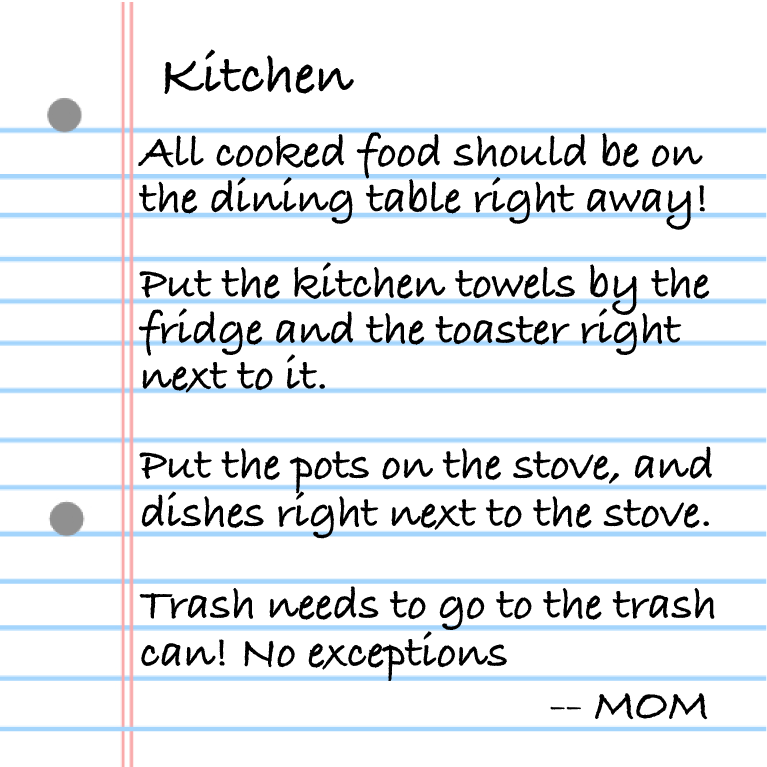 Kitchen
All cooked food should be on
the dining table right away!
Put the kitchen towels by the
fridge and the toaster right
next to it.
Put the pots on the stove, and
dishes right next to the stove.
Trash needs to go to the trash
can! No exceptions
-- MOM